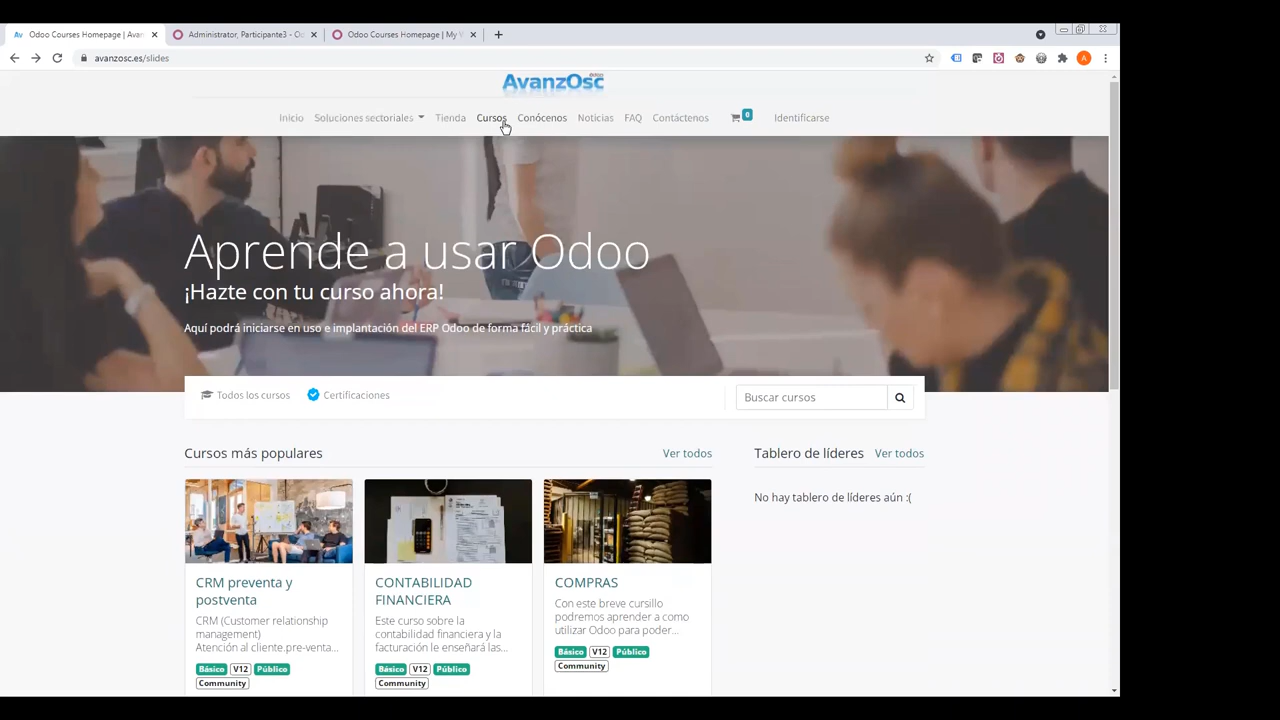 Odoo Courses Homepage | Avan
Administrator, Participante3 - Od
Odoo Courses Homepage | My W
avanzosc.es/slides
A
odoo
AvanzOsc
Inicio Soluciones sectoriales Tienda Cursos Conócenos Noticias FAQ Contáctenos 0 Identificarse
Aprende a usar Odoo
¡Hazte con tu curso ahora!
Aquí podrá iniciarse en uso e implantación del ERP Odoo de forma fácil y práctica
Todos los cursos Certificaciones Buscar cursos
Cursos más populares Ver todos
Tablero de líderes Ver todos
No hay tablero de líderes aún :(
CRM preventa y
postventa
CRM (Customer relationship
management)
Atención al cliente.pre-venta...
Básico V12 Público
Community
CONTABILIDAD
FINANCIERA
Este curso sobre la
contabilidad financiera y la
facturación le enseñará las...
Básico V12 Público
Community
COMPRAS
Con este breve cursillo
podremos aprender a como
utilizar Odoo para poder...
Básico V12 Público
Community